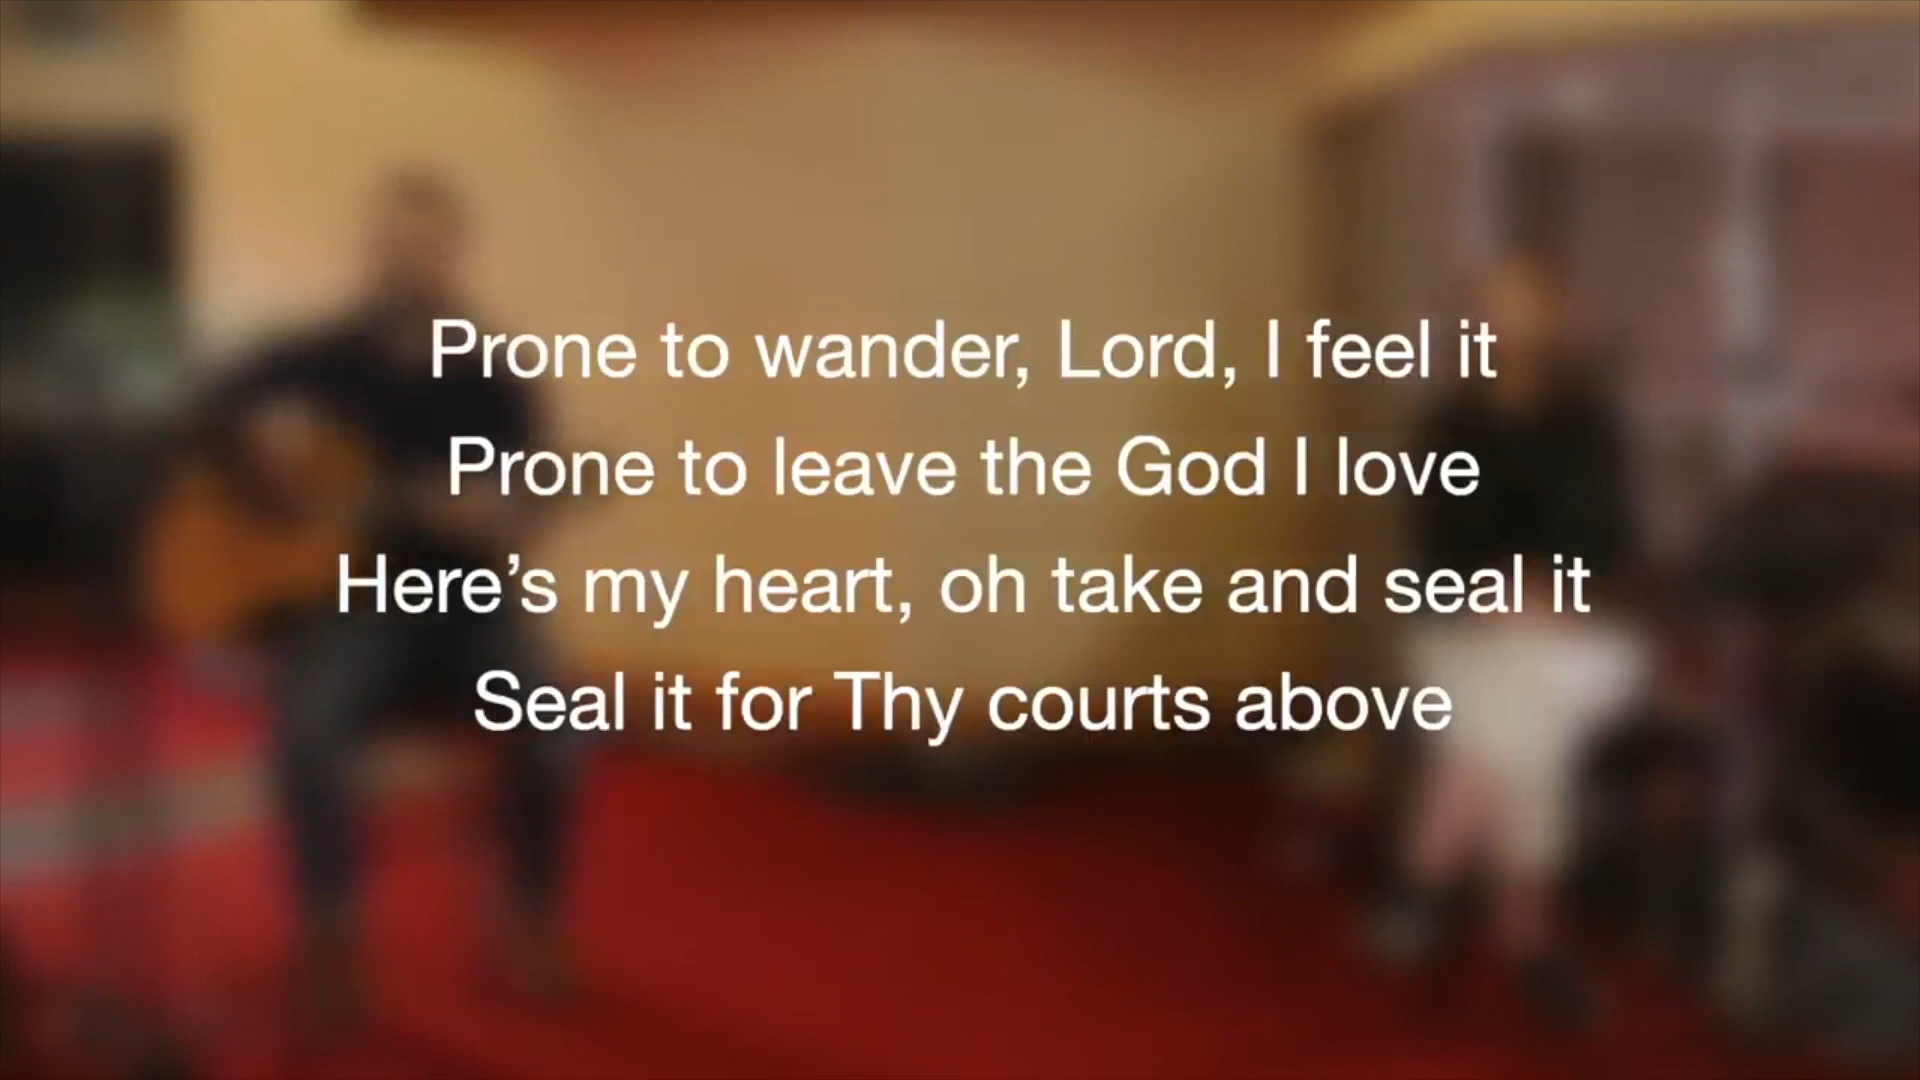 Prone to wander, Lord, I feel it
Prone to leave the God I love
Here’s my heart, oh take and seal it
Seal it for Thy courts above